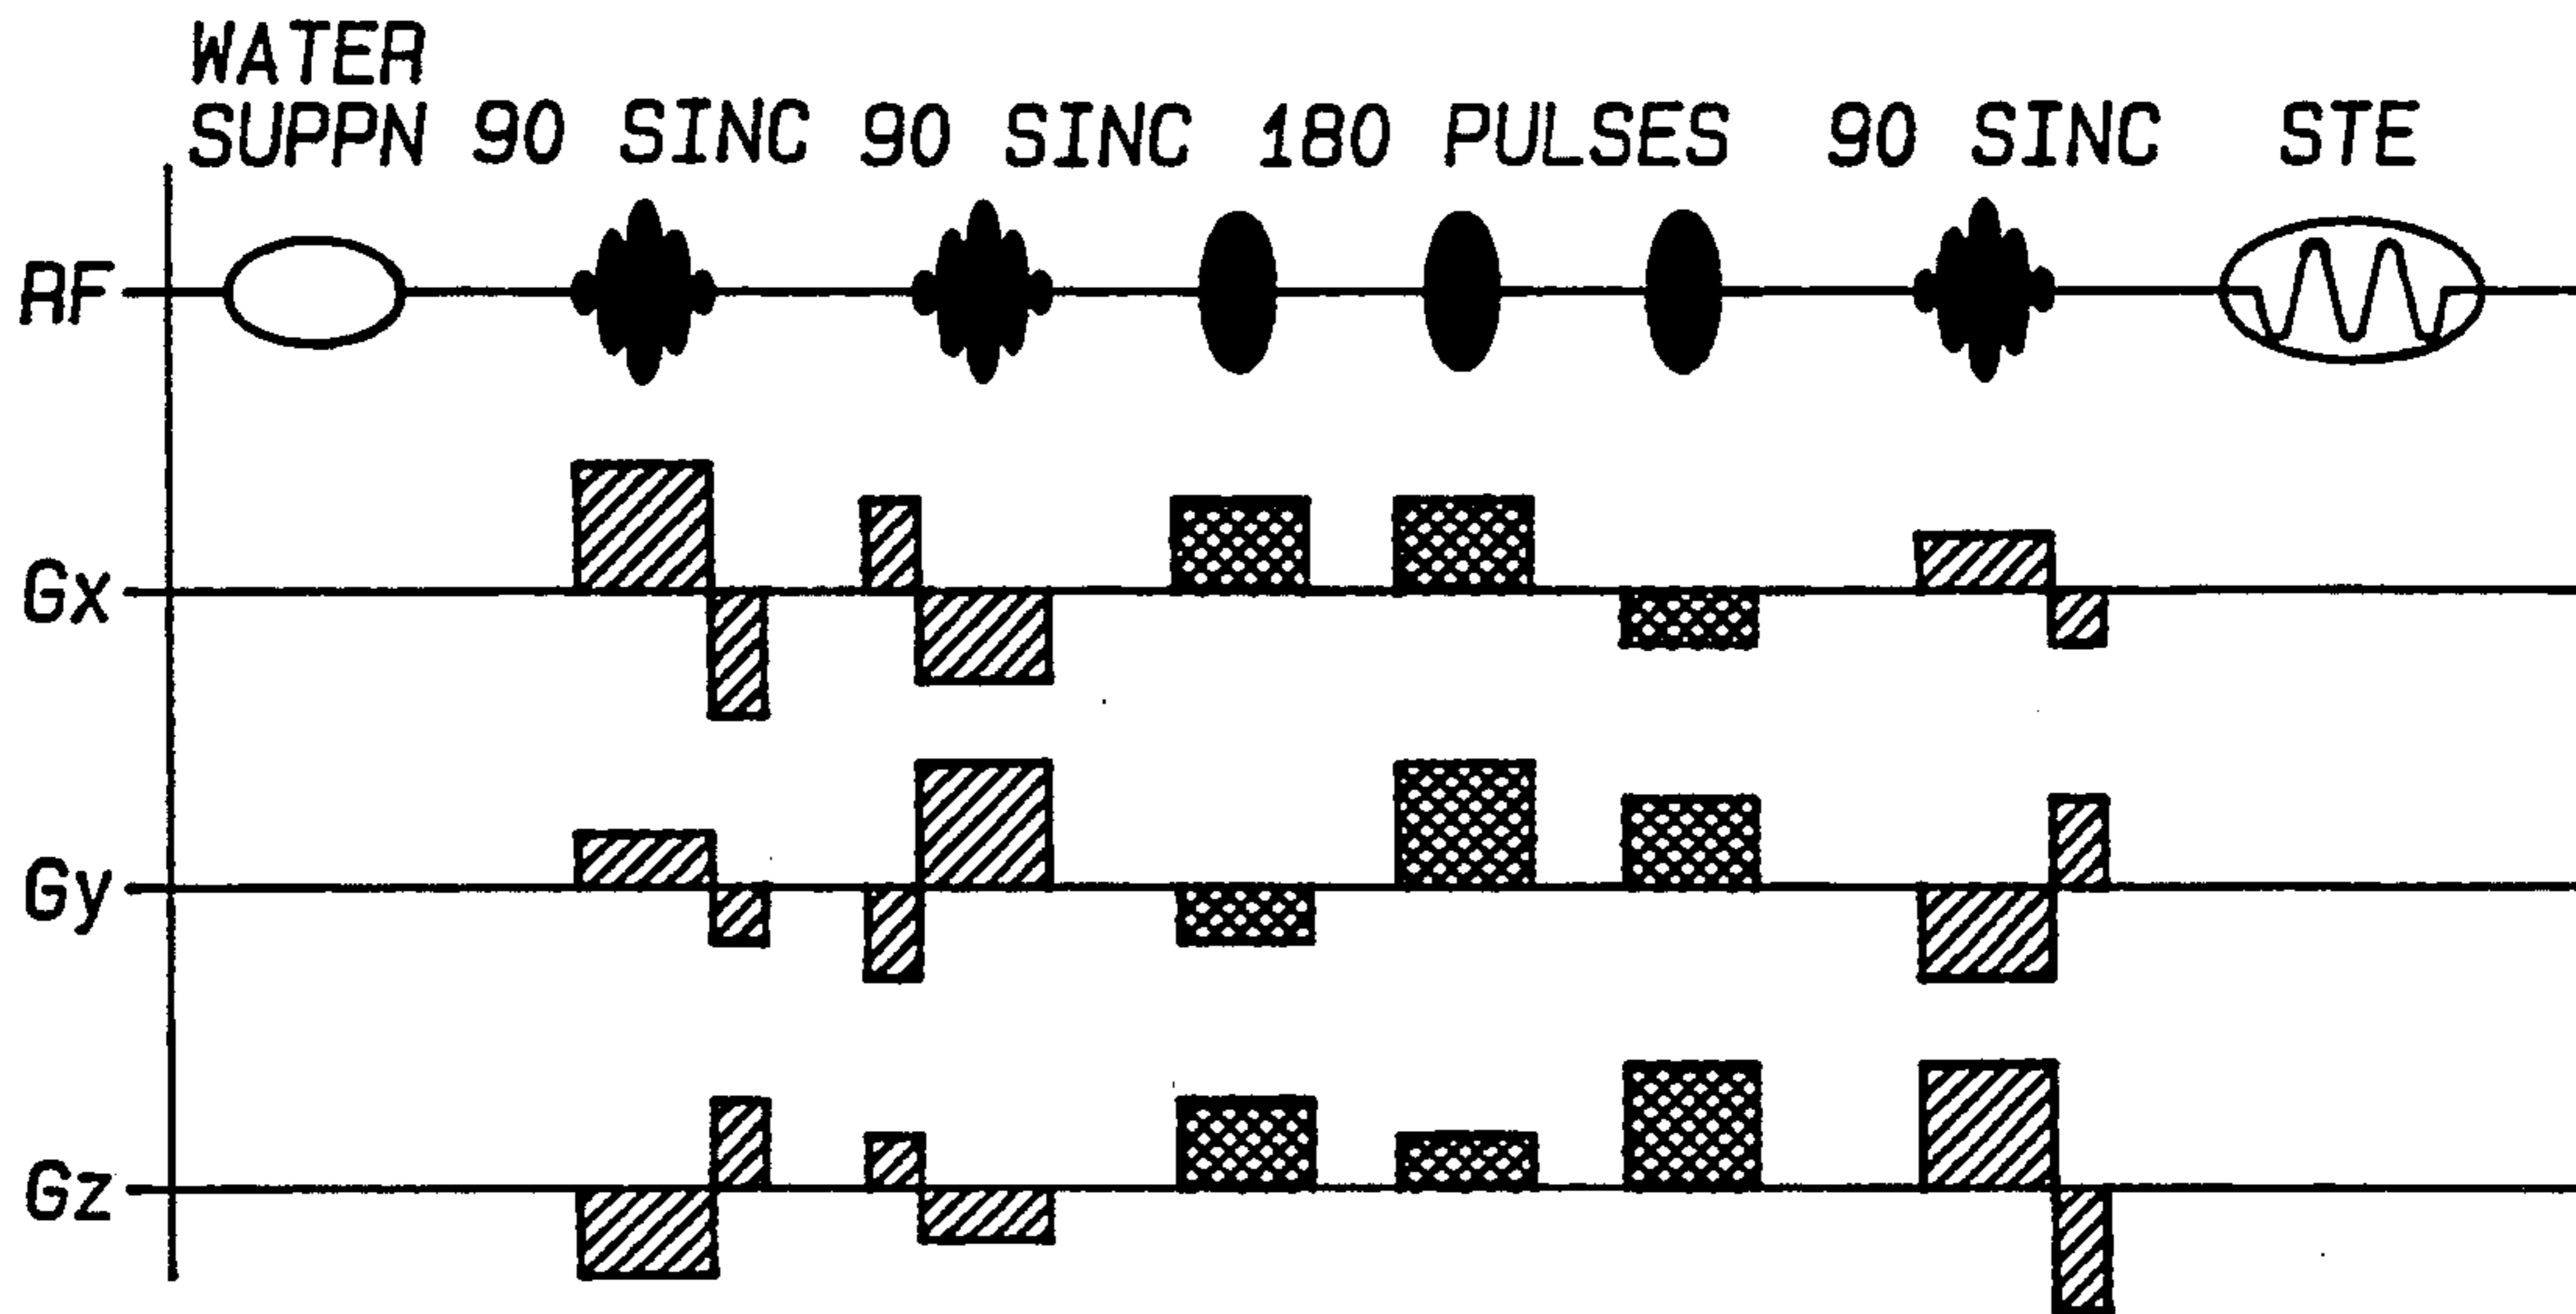 WATER
SUPPN 90 SINC 90 SINC 180 PULSES 90 SINC STE
RF
Gx
Gy
Gz